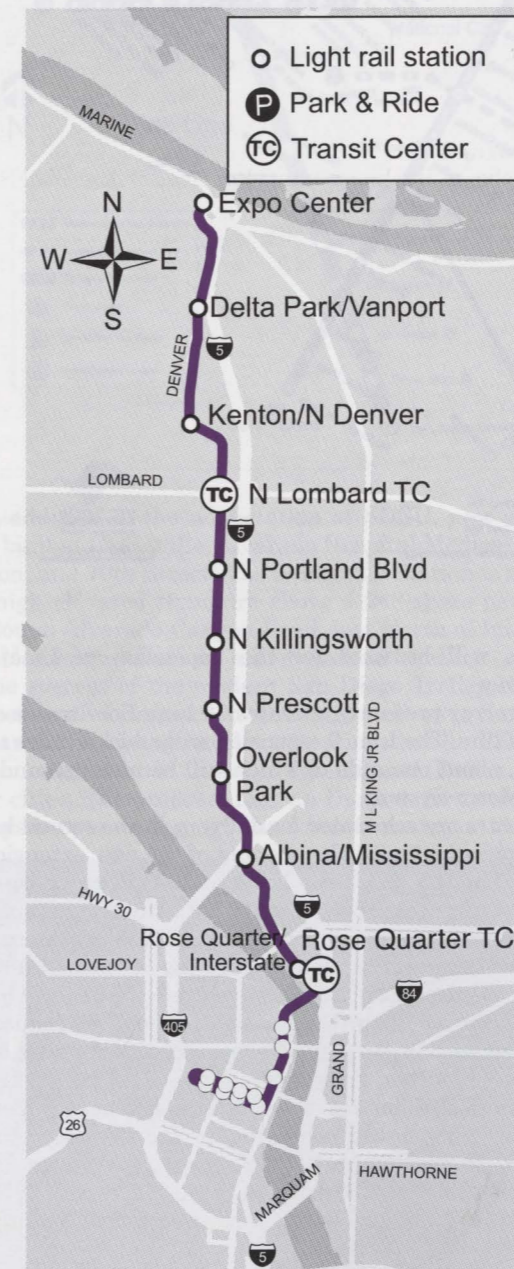 Light rail station
P Park & Ride
TC Transit Center
MARINE
Expo Center
N
W E
S
Delta Park/Vanport
5
DENVER
Kenton/N Denver
LOMBARD
TC N Lombard TC
5
N Portland Blvd
N Killingsworth
N Prescott
Overlook
Park
M L KING JR BLVD
Albina/Mississippi
HWY 30
5
Rose Quarter/
Interstate
Rose Quarter TC
TC
LOVEJOY
84
405
GRAND
26
HAWTHORNE
MARQUAM
5